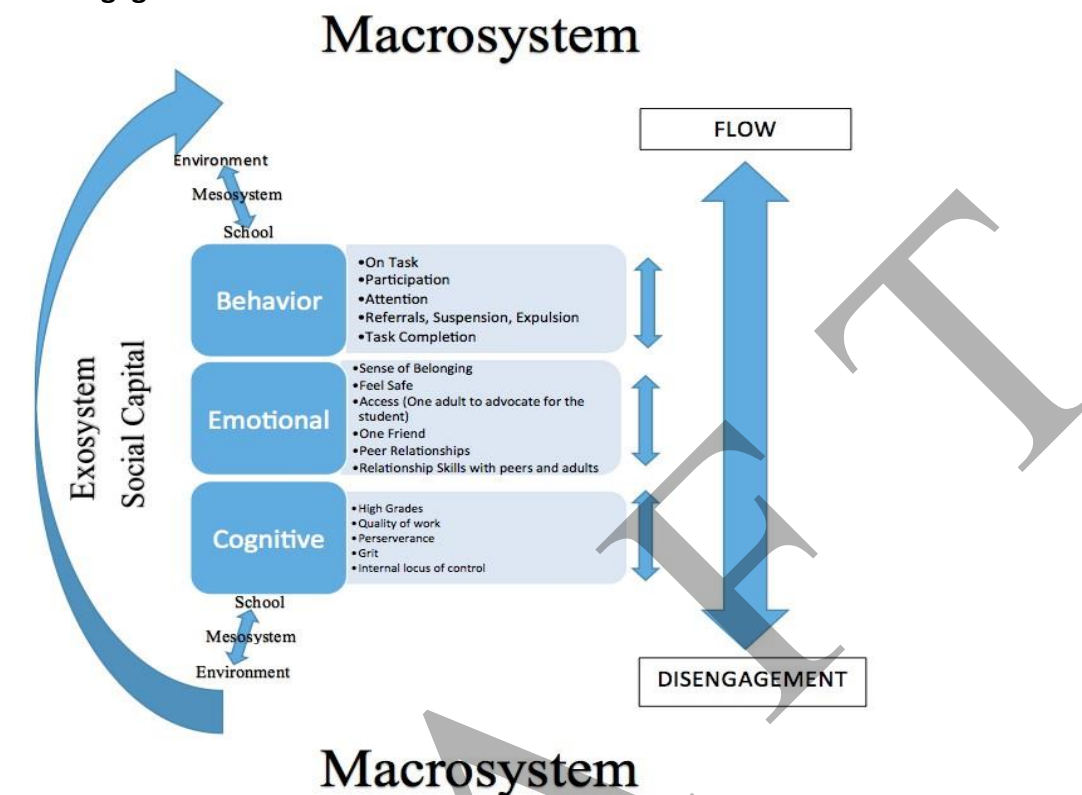 Macrosystem
FLOW
Environment
Mesosystem
School
Behavior
•On Task
•Participation
•Attention
•Referrals, Suspension, Expulsion
•Task Completion
Exosystem
Social Capital
Emotional
•Sense of Belonging
•Feel Safe
•Access (One adult to advocate for the
student)
•One Friend
•Peer Relationships
•Relationship Skills with peers and adults
Cognitive
•High Grades
•Quality of work
•Perserverance
•Grit
•Internal locus of control
School
Mesosystem
Environment
DISENGAGEMENT
Macrosystem